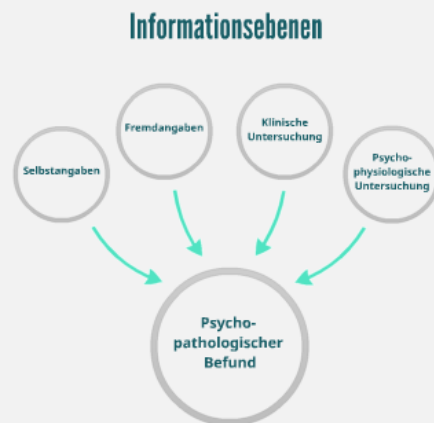 Informationsebenen
Selbstangaben
Fremdangaben
Klinische
Untersuchung
Psycho-
physiologische
Untersuchung
Psycho-
pathologischer
Befund